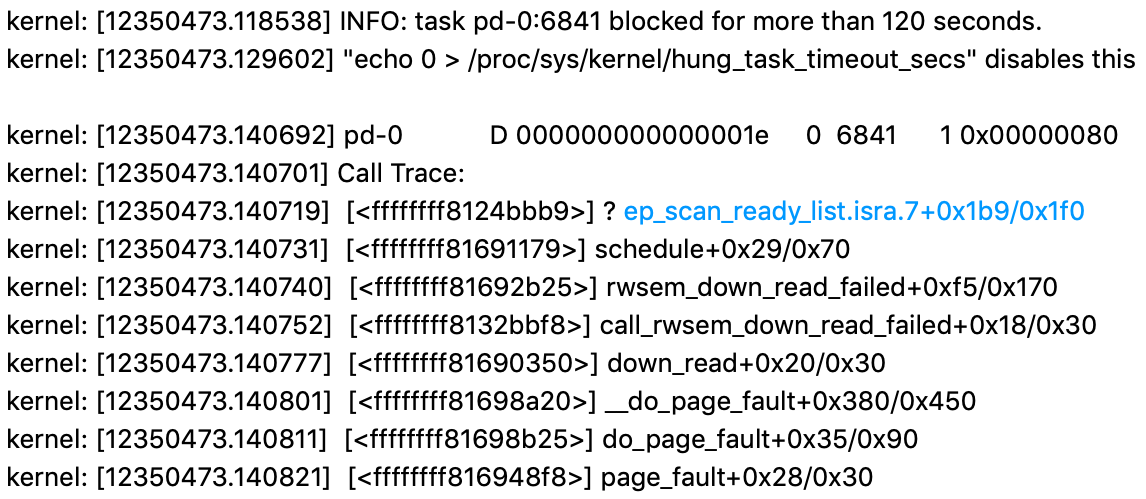 kernel: [12350473.118538] INFO: task pd-0:6841 blocked for more than 120 seconds.
kernel: [12350473.129602] "echo 0 > /proc/sys/kernel/hung_task_timeout_secs" disables this
kernel: [12350473.140692] pd-0 D 000000000000001e 0 6841 1 0x00000080
kernel: [12350473.140701] Call Trace:
kernel: [12350473.140719] [<ffffffff8124bbb9>] ? ep_scan_ready_list.isra.7+0x1b9/0x1f0
kernel: [12350473.140731] [<ffffffff81691179>] schedule+0x29/0x70
kernel: [12350473.140740] [<ffffffff81692b25>] rwsem_down_read_failed+0xf5/0x170
kernel: [12350473.140752] [<ffffffff8132bbf8>] call_rwsem_down_read_failed+0x18/0x30
kernel: [12350473.140777] [<ffffffff81690350>] down_read+0x20/0x30
kernel: [12350473.140801] [<ffffffff81698a20>] __do_page_fault+0x380/0x450
kernel: [12350473.140811] [<ffffffff81698b25>] do_page_fault+0x35/0x90
kernel: [12350473.140821] [<ffffffff816948f8>] page_fault+0x28/0x30